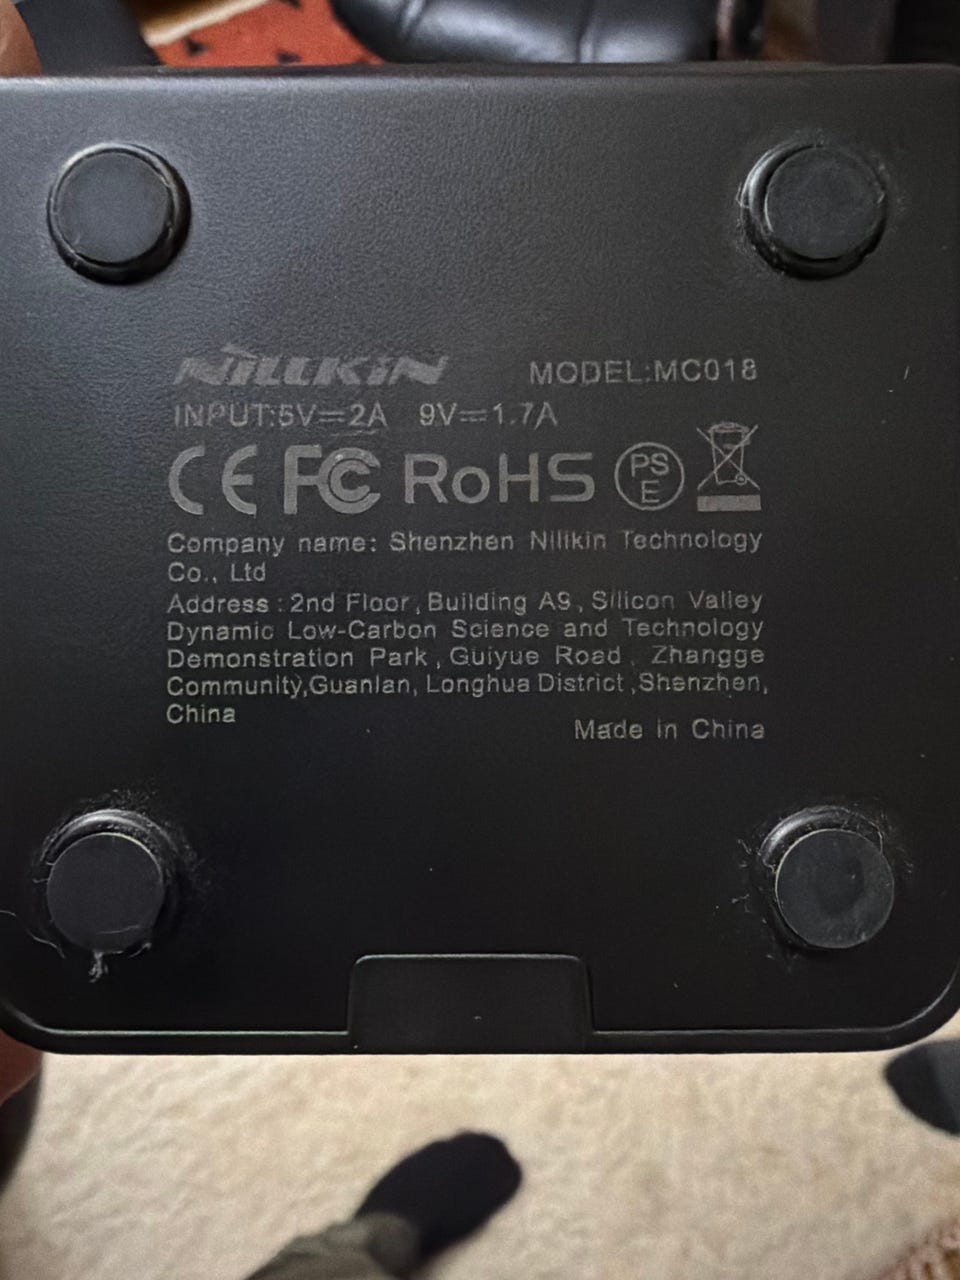 NILLKIN MODEL:MC018
INPUT:5V⎓2A 9V⎓1.7A
CE FC RoHS PSE
Company name: Shenzhen Nillkin Technology
Co., Ltd
Address : 2nd Floor, Building A9, Silicon Valley
Dynamic Low-Carbon Science and Technology
Demonstration Park, Guiyue Road, Zhangge
Community,Guanlan, Longhua District ,Shenzhen,
China
Made in China